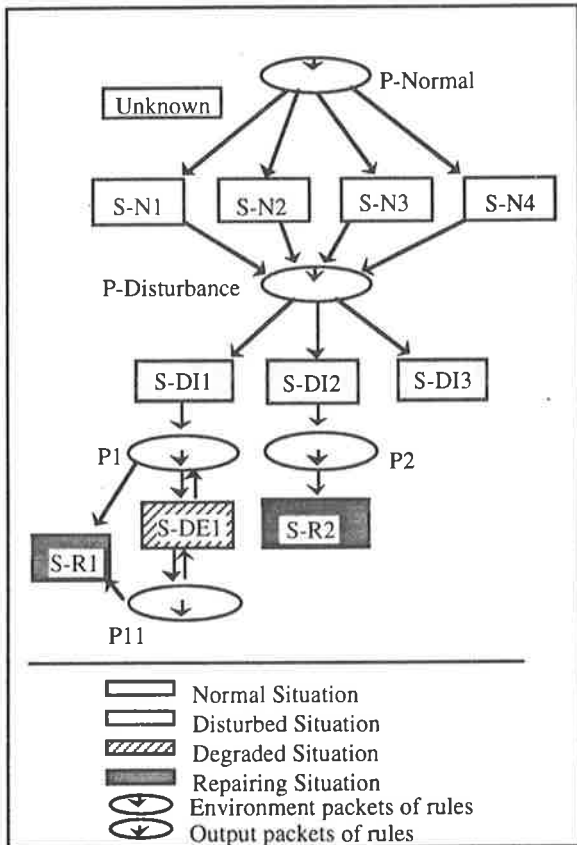 P-Normal
Unknown
S-N1
S-N2
S-N3
S-N4
P-Disturbance
S-DI1
S-DI2
S-DI3
P1
P2
S-DE1
S-R2
S-R1
P11
Normal Situation
Disturbed Situation
Degraded Situation
Repairing Situation
Environment packets of rules
Output packets of rules